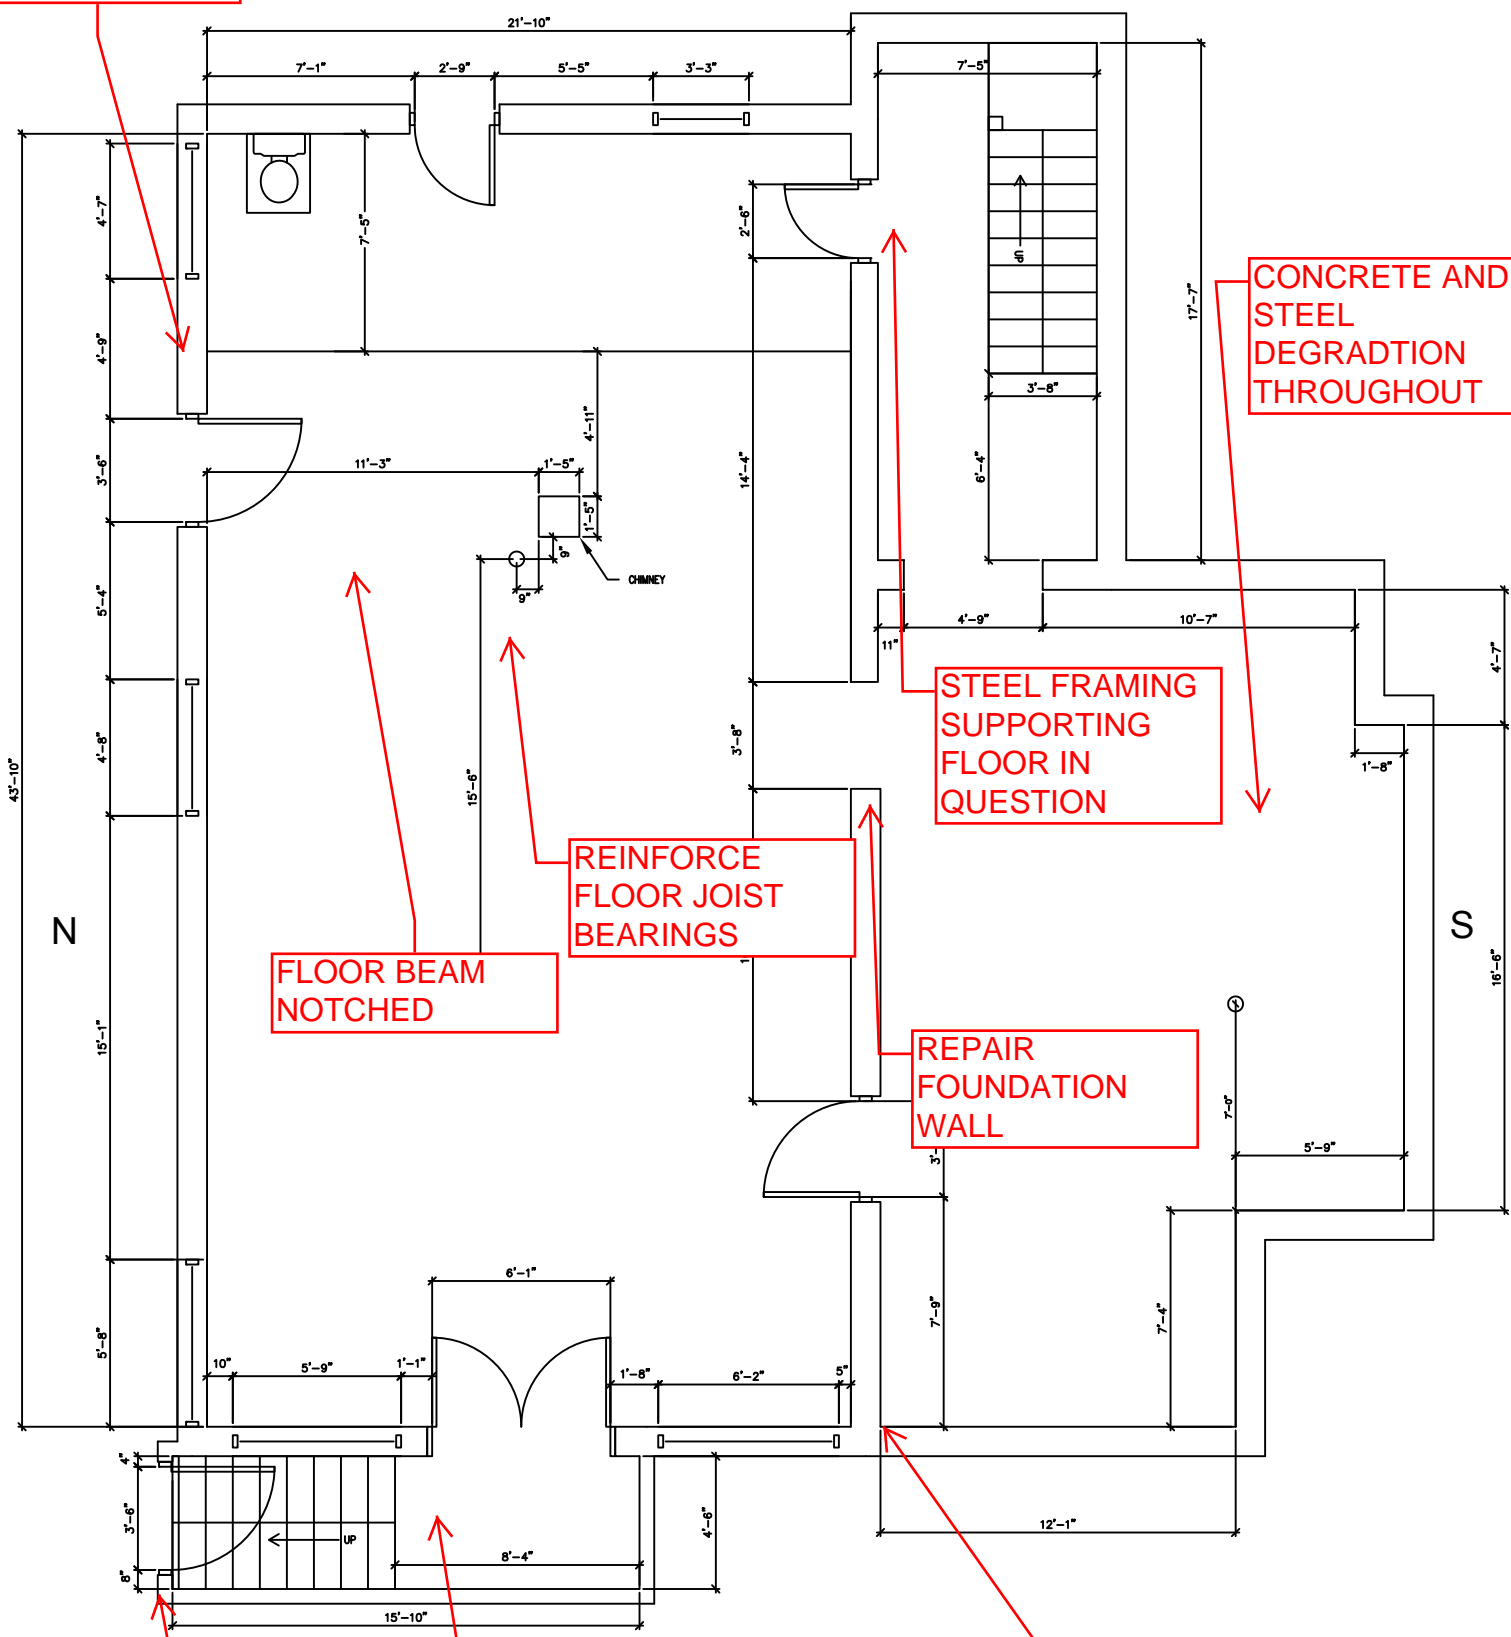 21'-10"
7'-1"
2'-9"
5'-5"
3'-3"
7'-5"
4'-7"
7'-5"
2'-6"
UP
17'-7"
CONCRETE AND
STEEL
DEGRADTION
THROUGHOUT
4'-9"
3'-8"
4'-11"
11'-3"
1'-5"
14'-4"
6'-4"
3'-6"
1'-5"
9"
CHIMNEY
9"
5'-4"
11"
4'-9"
10'-7"
4'-7"
STEEL FRAMING
SUPPORTING
FLOOR IN
QUESTION
43'-10"
4'-8"
3'-8"
1'-8"
15'-6"
REINFORCE
FLOOR JOIST
BEARINGS
N
S
FLOOR BEAM
NOTCHED
16'-6"
15'-1"
REPAIR
FOUNDATION
WALL
7'-0"
5'-9"
6'-1"
7'-9"
7'-4"
5'-8"
10"
5'-9"
1'-1"
1'-8"
6'-2"
5"
4"
3'-6"
UP
4'-6"
12'-1"
8'-4"
8"
15'-10"